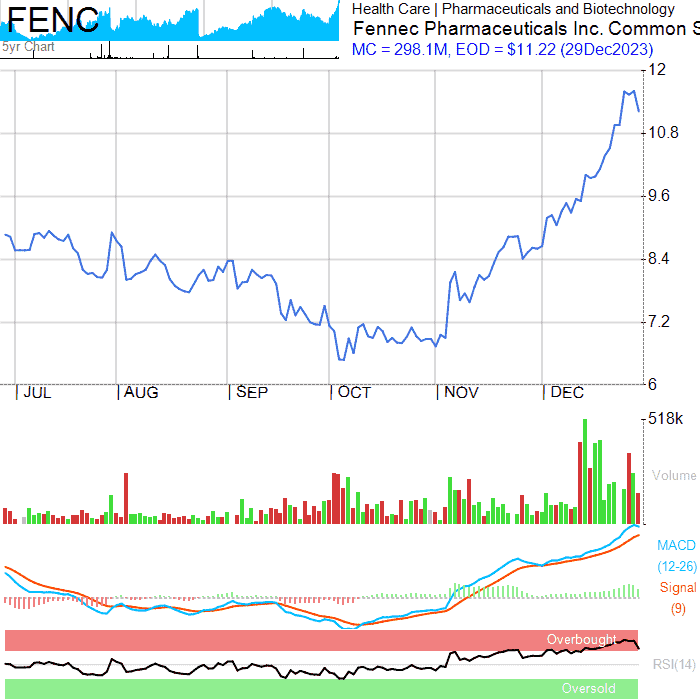 FENC
5yr Chart
Health Care | Pharmaceuticals and Biotechnology
Fennec Pharmaceuticals Inc. Common S
MC = 298.1M, EOD = $11.22 (29Dec2023)
12
10.8
9.6
8.4
7.2
6
JUL AUG SEP OCT NOV DEC
518k
Volume
MACD
(12-26)
Signal
(9)
Overbought
RSI(14)
Oversold